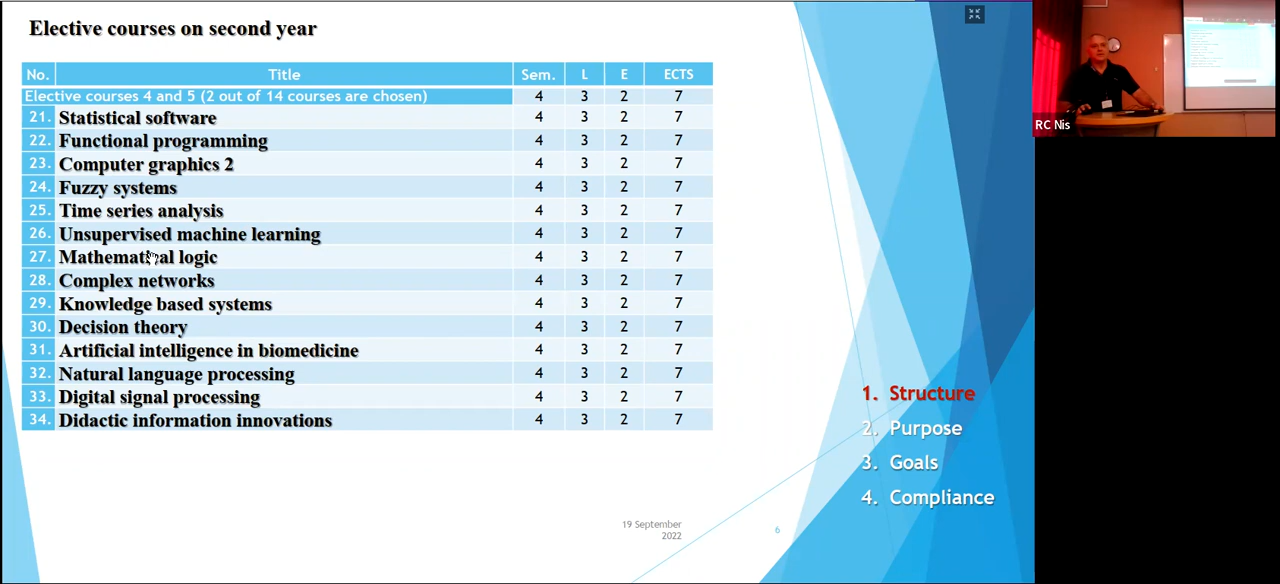 Elective courses on second year
No. Title Sem. L E ECTS
Elective courses 4 and 5 (2 out of 14 courses are chosen) 4 3 2 7
21. Statistical software 4 3 2 7
22. Functional programming 4 3 2 7
23. Computer graphics 2 4 3 2 7
24. Fuzzy systems 4 3 2 7
25. Time series analysis 4 3 2 7
26. Unsupervised machine learning 4 3 2 7
27. Mathematical logic 4 3 2 7
28. Complex networks 4 3 2 7
29. Knowledge based systems 4 3 2 7
30. Decision theory 4 3 2 7
31. Artificial intelligence in biomedicine 4 3 2 7
32. Natural language processing 4 3 2 7
33. Digital signal processing 4 3 2 7
34. Didactic information innovations 4 3 2 7
1. Structure
2. Purpose
3. Goals
4. Compliance
19 September
2022
6
RC Nis